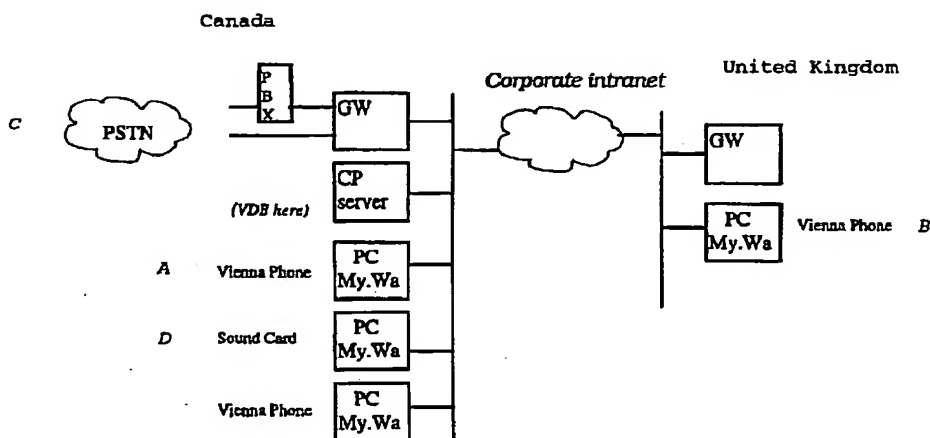 Canada
United Kingdom
Corporate intranet
P
B
X
GW
C
PSTN
GW
CP
server
(VDB here)
PC
My.Wa
Vienna Phone
B
A
Vienna Phone
PC
My.Wa
D
Sound Card
PC
My.Wa
Vienna Phone
PC
My.Wa